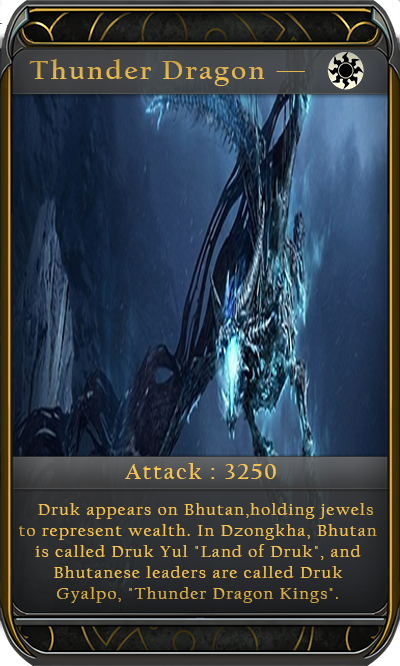 Thunder Dragon —
Attack : 3250
Druk appears on Bhutan,holding jewels
to represent wealth. In Dzongkha, Bhutan
is called Druk Yul "Land of Druk", and
Bhutanese leaders are called Druk
Gyalpo, "Thunder Dragon Kings".